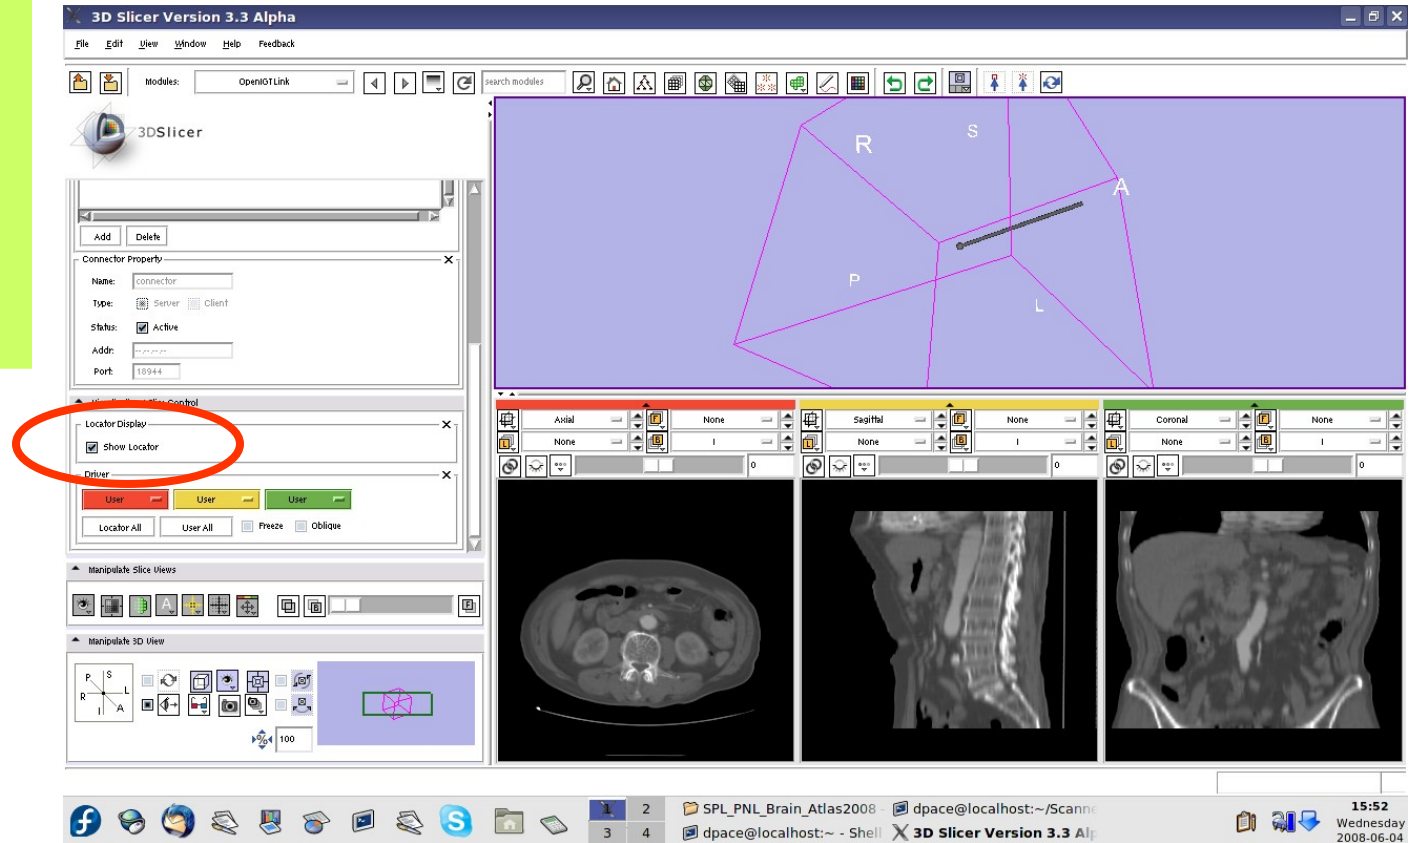 3D Slicer Version 3.3 Alpha
File Edit View Window Help Feedback
Modules: OpenIGTLink search modules
3DSlicer
R S A P L
Add Delete
Connector Property
Name: connector
Type: Server Client
Status: Active
Addr: --.--.--.--
Port: 18944
Control
Locator Display
Show Locator
Driver
User User User
Locator All User All Freeze Oblique
Axial None Sagittal None Coronal None
None I None I None I
0 0 0
Manipulate Slice Views
Manipulate 3D View
P S
R L
I A
100
1 2
3 4
SPL_PNL_Brain_Atlas2008 - dpace@localhost:~/Scanne
dpace@localhost:~ - Shell 3D Slicer Version 3.3 Alp
15:52
Wednesday
2008-06-04